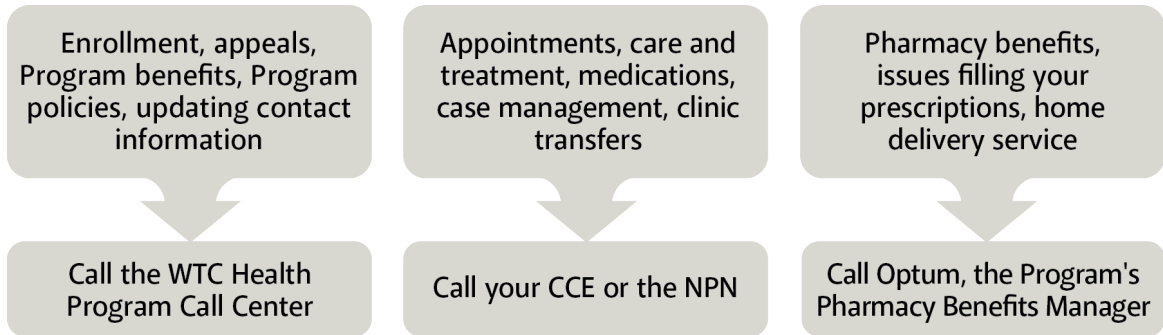 Enrollment, appeals,
Program benefits, Program
policies, updating contact
information
Appointments, care and
treatment, medications,
case management, clinic
transfers
Pharmacy benefits,
issues filling your
prescriptions, home
delivery service
Call the WTC Health
Program Call Center
Call your CCE or the NPN
Call Optum, the Program's
Pharmacy Benefits Manager